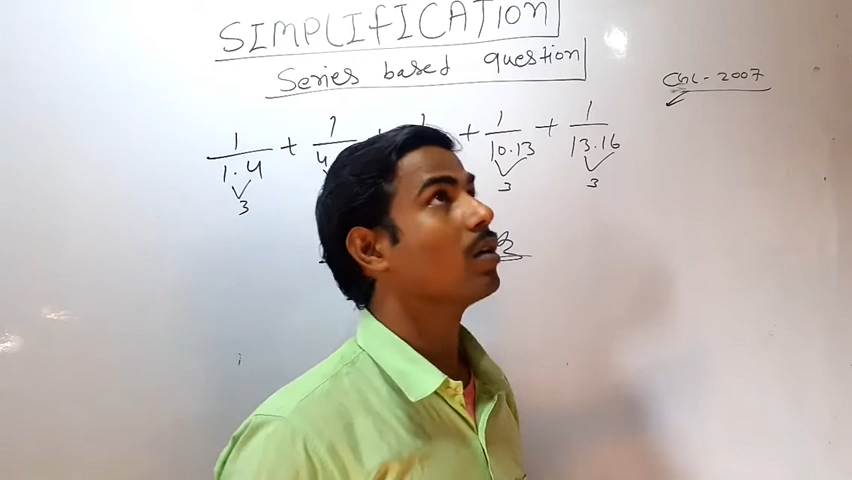 SIMPLIFICATION
Series based question
CGL-2007
1 1 1 1
+ + +
1.4 4 10.13 13.16
3 3 3